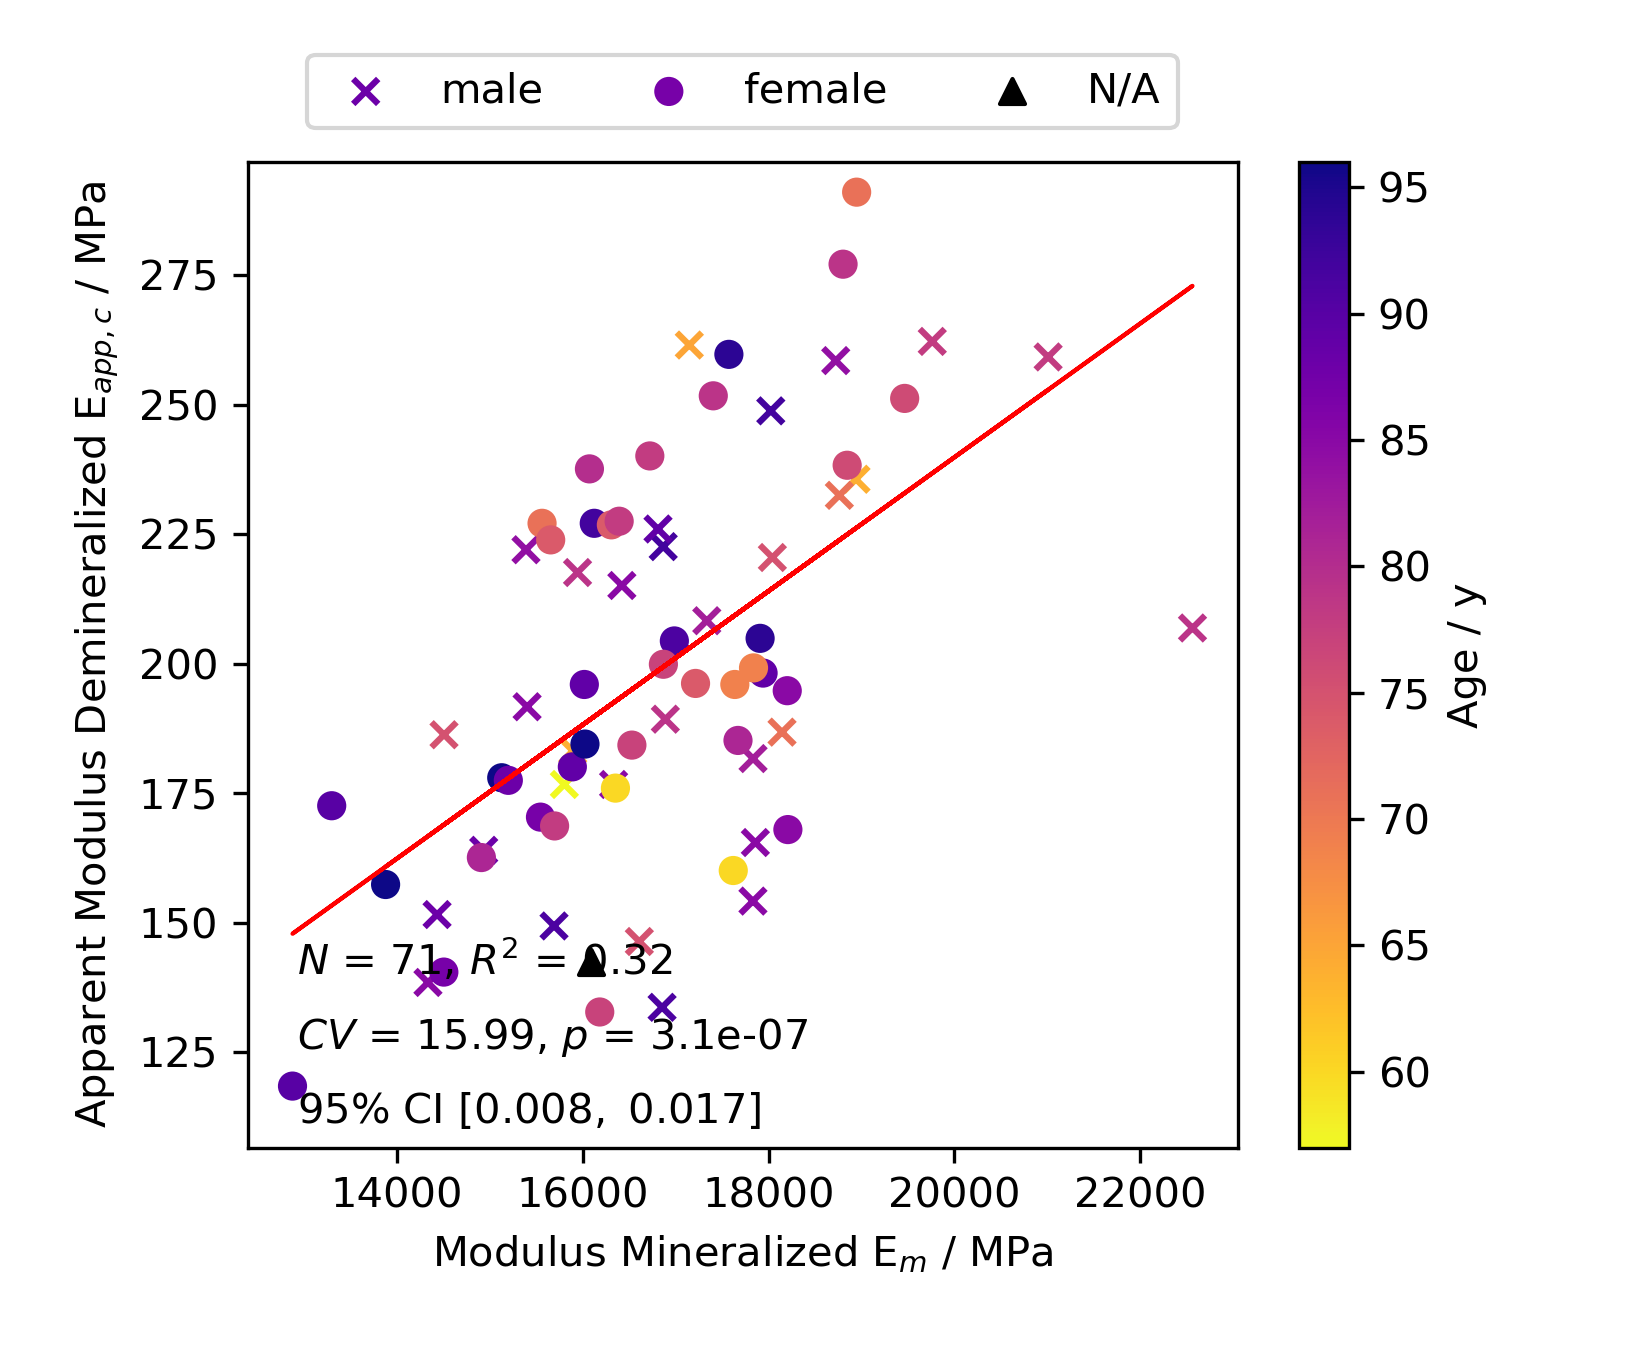 male female N/A
Apparent Modulus Demineralized E_{app,c} / MPa
275
250
225
200
175
150
125
N = 71, R² = 0.32
CV = 15.99, p = 3.1e-07
95% CI [0.008, 0.017]
14000 16000 18000 20000 22000
Modulus Mineralized E_m / MPa
95
90
85
80
75
70
65
60
Age / y